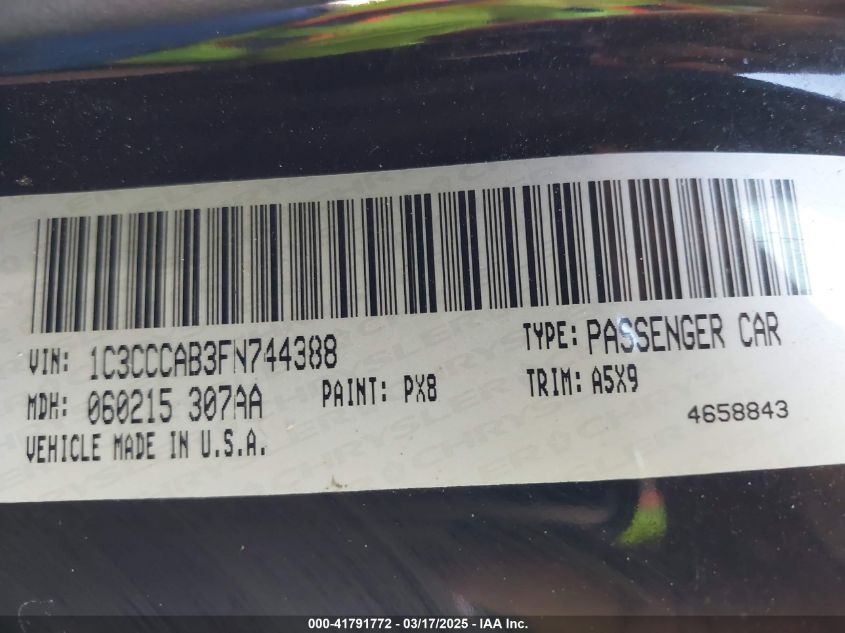 VIN: 1C3CCCAB3FN744388 TYPE: PASSENGER CAR
MDH: 060215 307AA PAINT: PX8 TRIM: A5X9
4658843
VEHICLE MADE IN U.S.A.
000-41791772 - 03/17/2025 - IAA Inc.